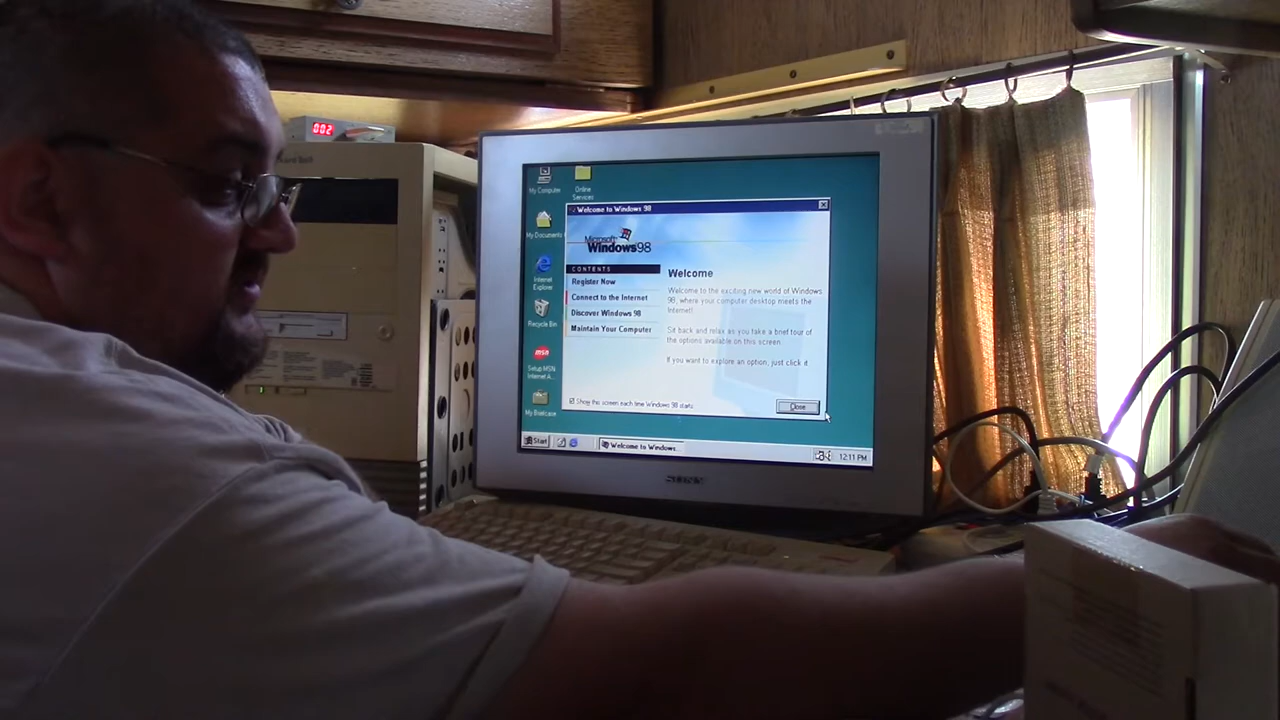 002
My Computer
Online
Services
My Documents
Internet
Explorer
Recycle Bin
msn
Setup MSN
Internet A...
My Briefcase
Welcome to Windows 98
Microsoft
Windows98
CONTENTS
Register Now
Connect to the Internet
Discover Windows 98
Maintain Your Computer
Welcome
Welcome to the exciting new world of Windows
98, where your computer desktop meets the
Internet!
Sit back and relax as you take a brief tour of
the options available on this screen.
If you want to explore an option, just click it
Show this screen each time Windows 98 starts
Close
Start
Welcome to Windows...
12:11 PM
SONY